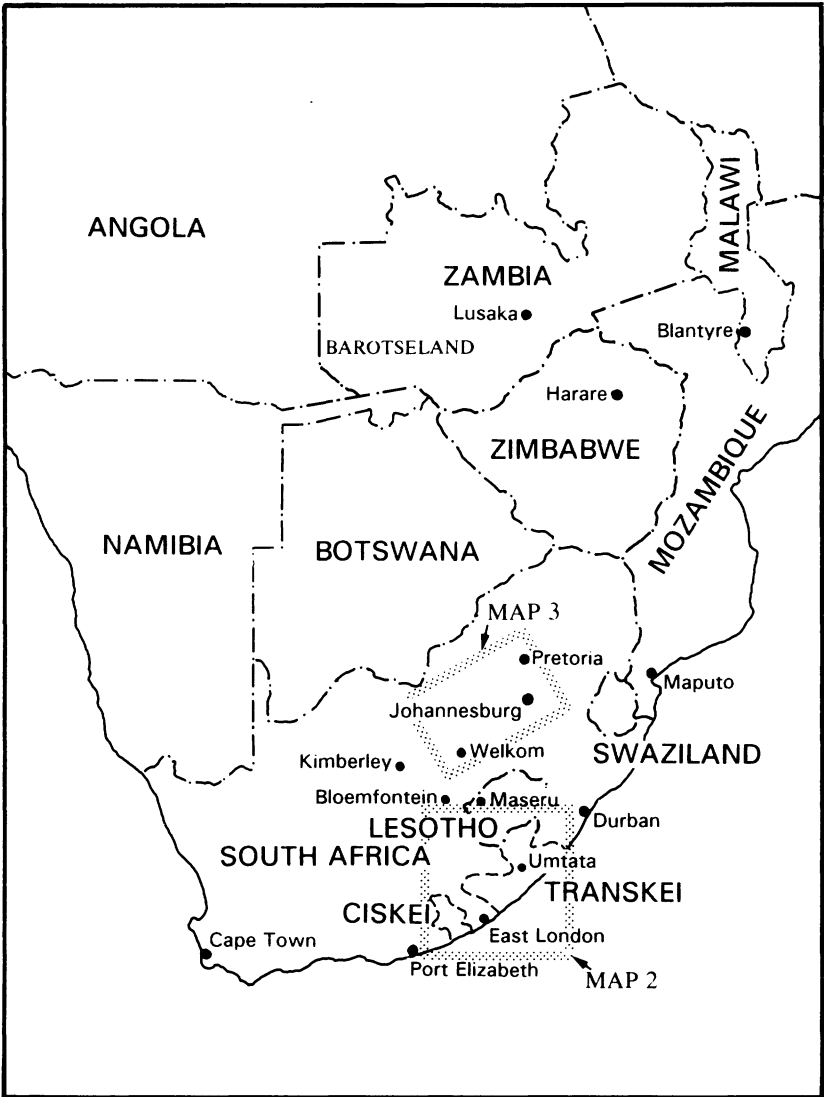 ANGOLA
MALAWI
ZAMBIA
Lusaka
Blantyre
BAROTSELAND
Harare
ZIMBABWE
MOZAMBIQUE
NAMIBIA
BOTSWANA
MAP 3
Pretoria
Maputo
Johannesburg
SWAZILAND
Welkom
Kimberley
Bloemfontein
Maseru
Durban
LESOTHO
SOUTH AFRICA
Umtata
TRANSKEI
CISKEI
East London
Cape Town
Port Elizabeth
MAP 2